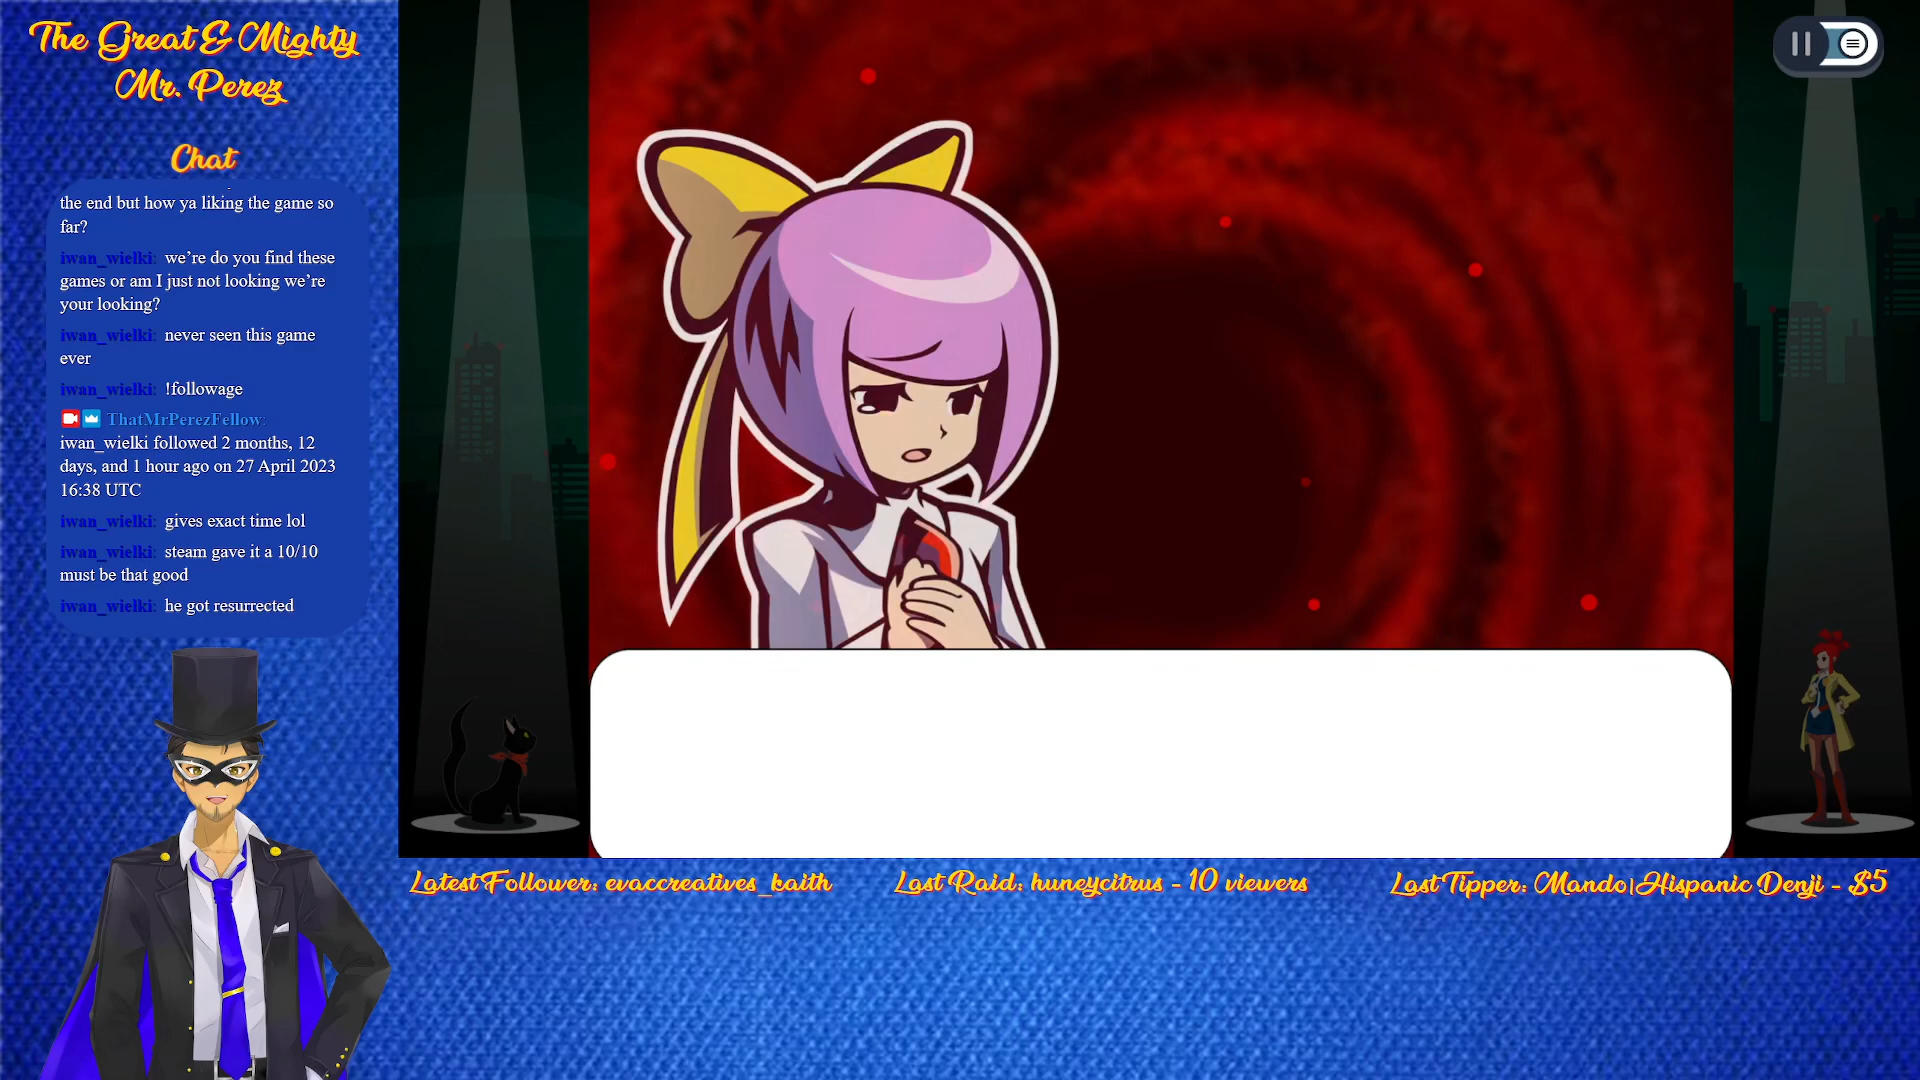 The Great & Mighty
Mr. Perez
Chat
the end but how ya liking the game so
far?
iwan_wielki: we’re do you find these
games or am I just not looking we’re
your looking?
iwan_wielki: never seen this game
ever
iwan_wielki: !followage
ThatMrPerezFellow:
iwan_wielki followed 2 months, 12
days, and 1 hour ago on 27 April 2023
16:38 UTC
iwan_wielki: gives exact time lol
iwan_wielki: steam gave it a 10/10
must be that good
iwan_wielki: he got resurrected
Latest Follower: evaccreatives_kaith
Last Raid: huneycitrus - 10 viewers
Last Tipper: Mando|Hispanic Denji - $5